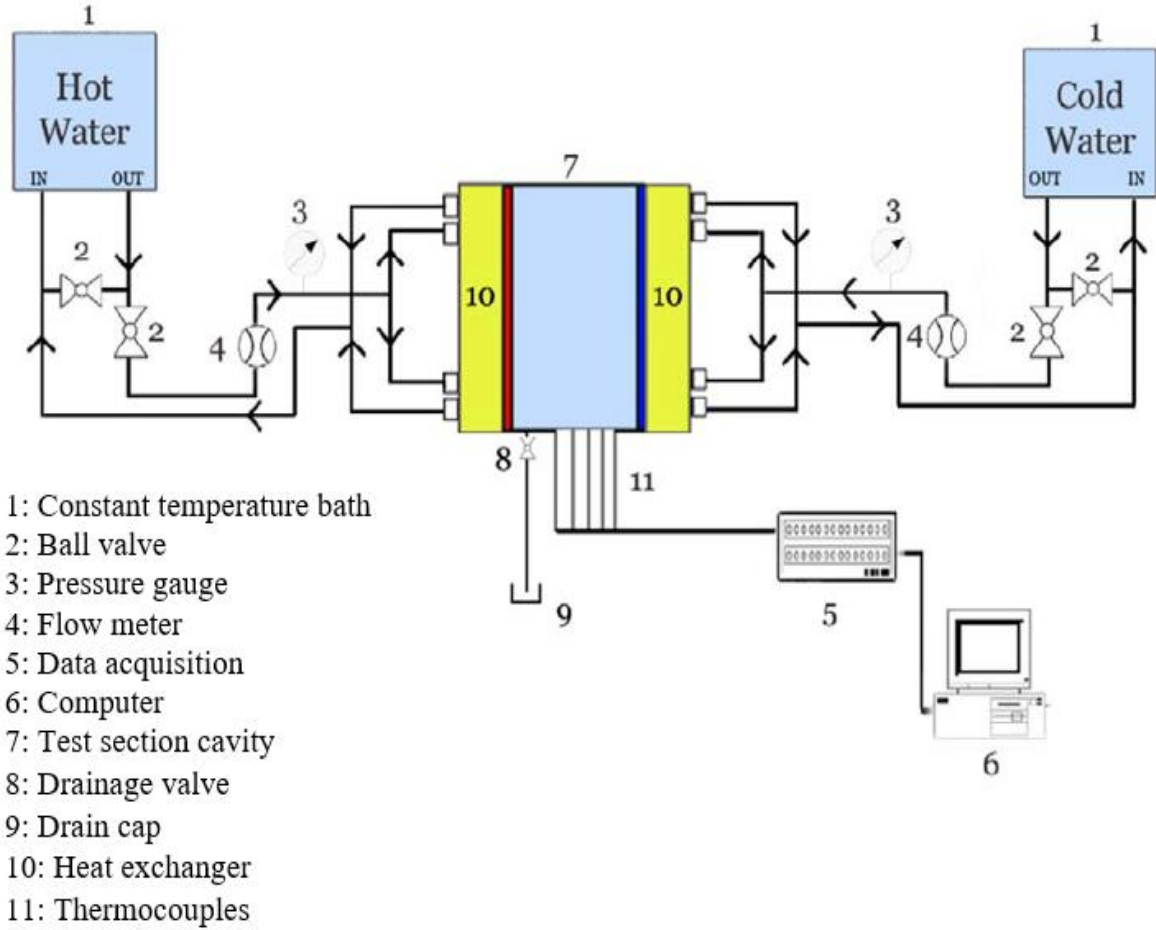 1
1
Hot
Water
IN OUT
Cold
Water
OUT IN
7
3
3
2
2
10
10
2
4
4
2
8
11
9
5
6
1: Constant temperature bath
2: Ball valve
3: Pressure gauge
4: Flow meter
5: Data acquisition
6: Computer
7: Test section cavity
8: Drainage valve
9: Drain cap
10: Heat exchanger
11: Thermocouples